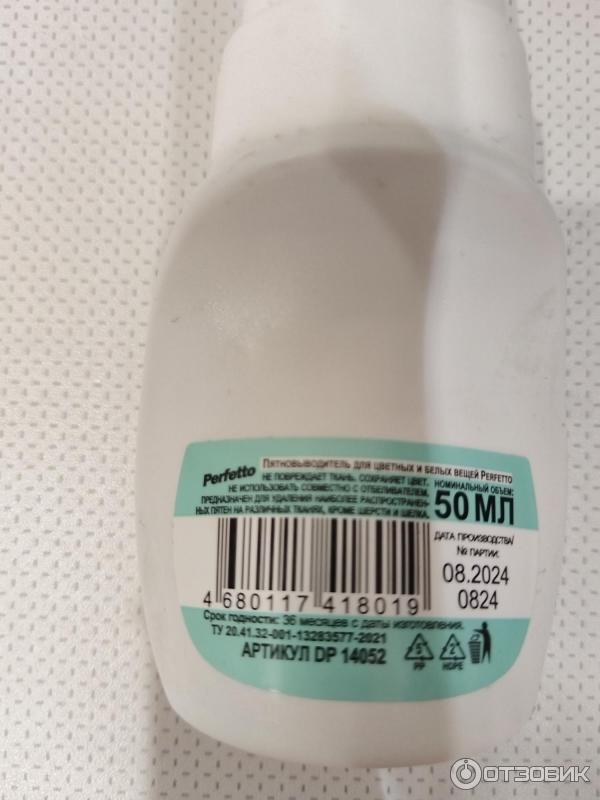 Perfetto
Пятновыводитель для цветных и белых вещей Perfetto
НЕ ПОВРЕЖДАЕТ ТКАНЬ. СОХРАНЯЕТ ЦВЕТ.
НЕ ИСПОЛЬЗОВАТЬ СОВМЕСТНО С ОТБЕЛИВАТЕЛЕМ.
ПРЕДНАЗНАЧЕН ДЛЯ УДАЛЕНИЯ НАИБОЛЕЕ РАСПРОСТРАНЕН-
НЫХ ПЯТЕН НА РАЗЛИЧНЫХ ТКАНЯХ, КРОМЕ ШЕРСТИ И ШЕЛКА.
НОМИНАЛЬНЫЙ ОБЪЕМ:
50 МЛ
ДАТА ПРОИЗВОДСТВА/
№ ПАРТИИ:
08.2024
0824
4 680117 418019
Срок годности: 36 месяцев с даты изготовления.
ТУ 20.41.32-001-13283577-2021
АРТИКУЛ DP 14052
5
PP
2
HDPE
ОТЗОВИК